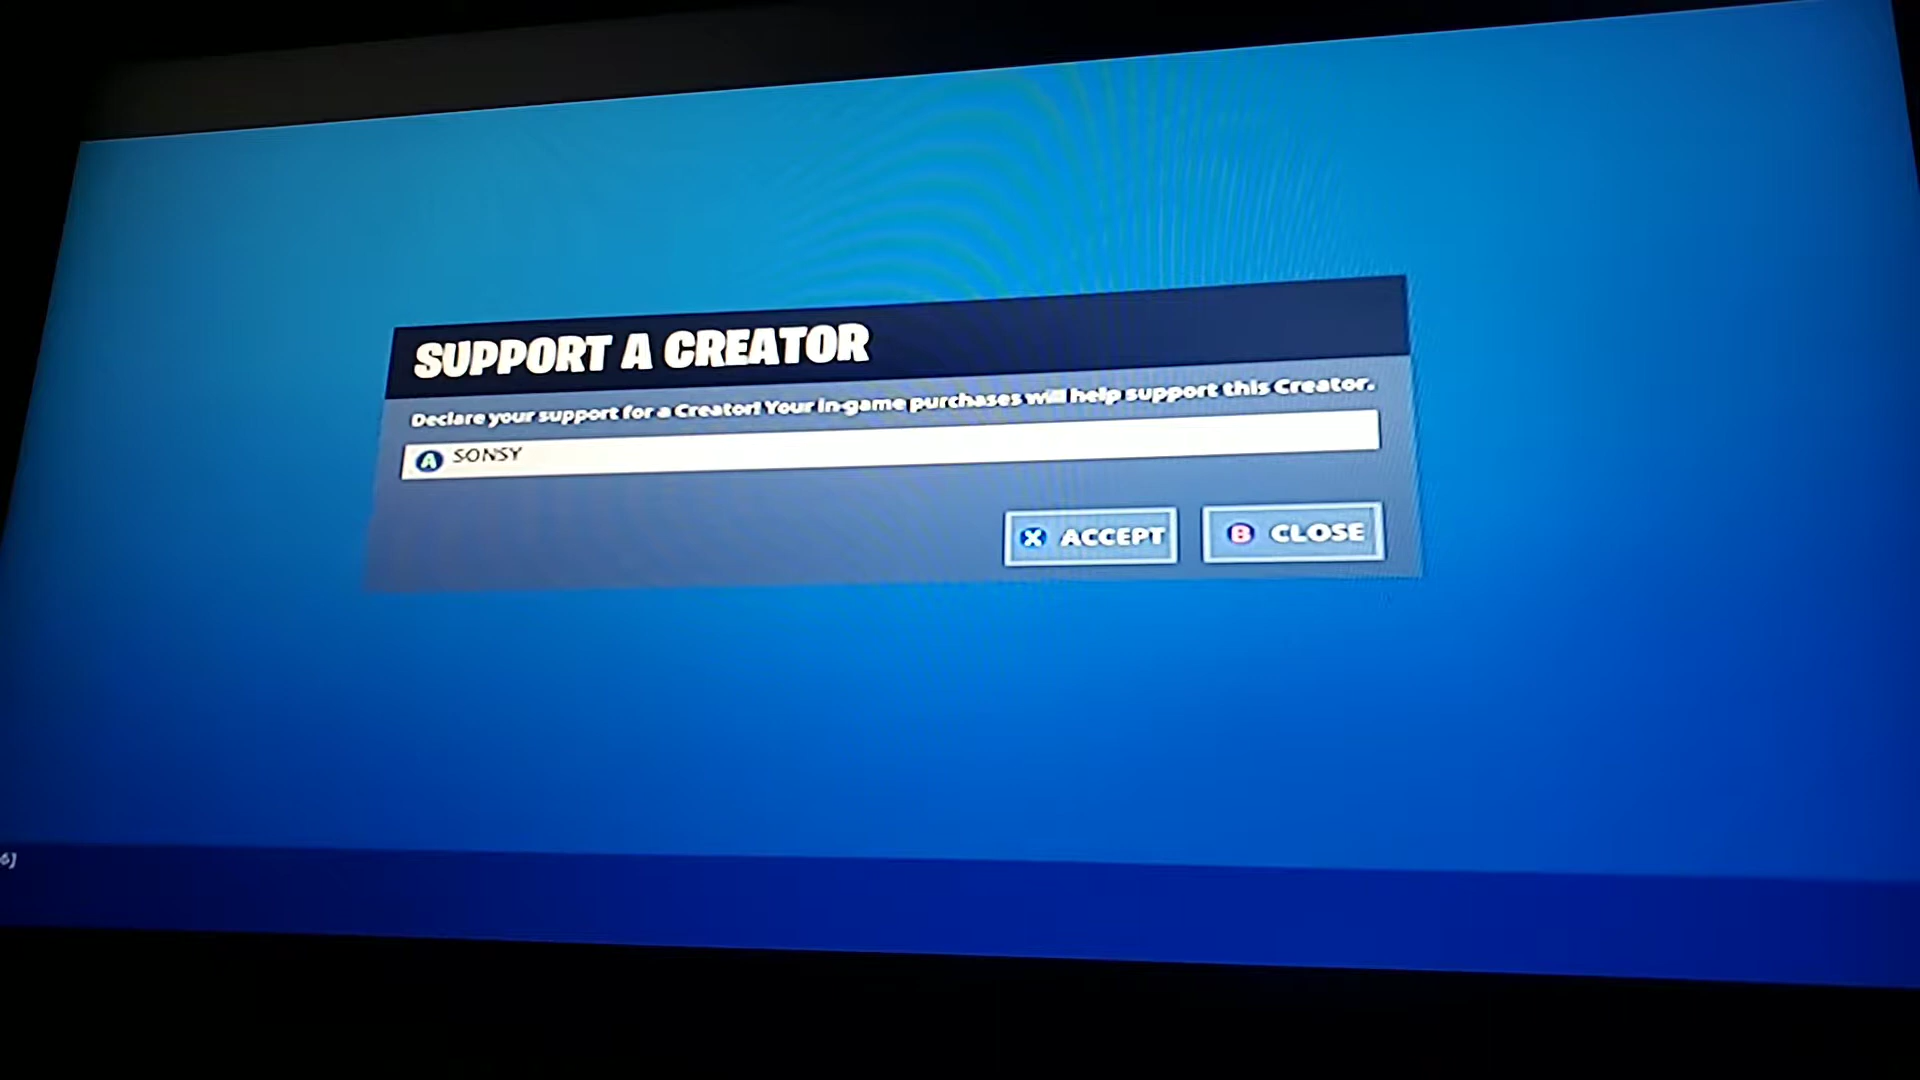 SUPPORT A CREATOR
Declare your support for a Creator! Your in-game purchases will help support this Creator.
A SONSY
X ACCEPT
B CLOSE
6]